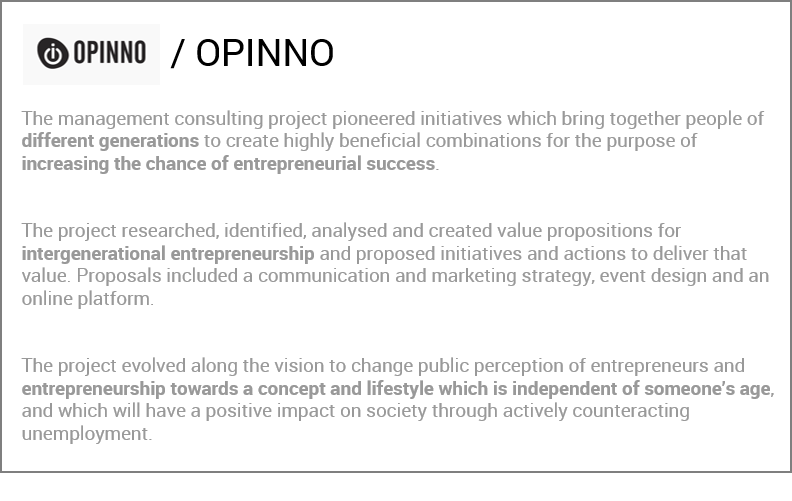 OPINNO / OPINNO
The management consulting project pioneered initiatives which bring together people of
different generations to create highly beneficial combinations for the purpose of
increasing the chance of entrepreneurial success.
The project researched, identified, analysed and created value propositions for
intergenerational entrepreneurship and proposed initiatives and actions to deliver that
value. Proposals included a communication and marketing strategy, event design and an
online platform.
The project evolved along the vision to change public perception of entrepreneurs and
entrepreneurship towards a concept and lifestyle which is independent of someone's age,
and which will have a positive impact on society through actively counteracting
unemployment.